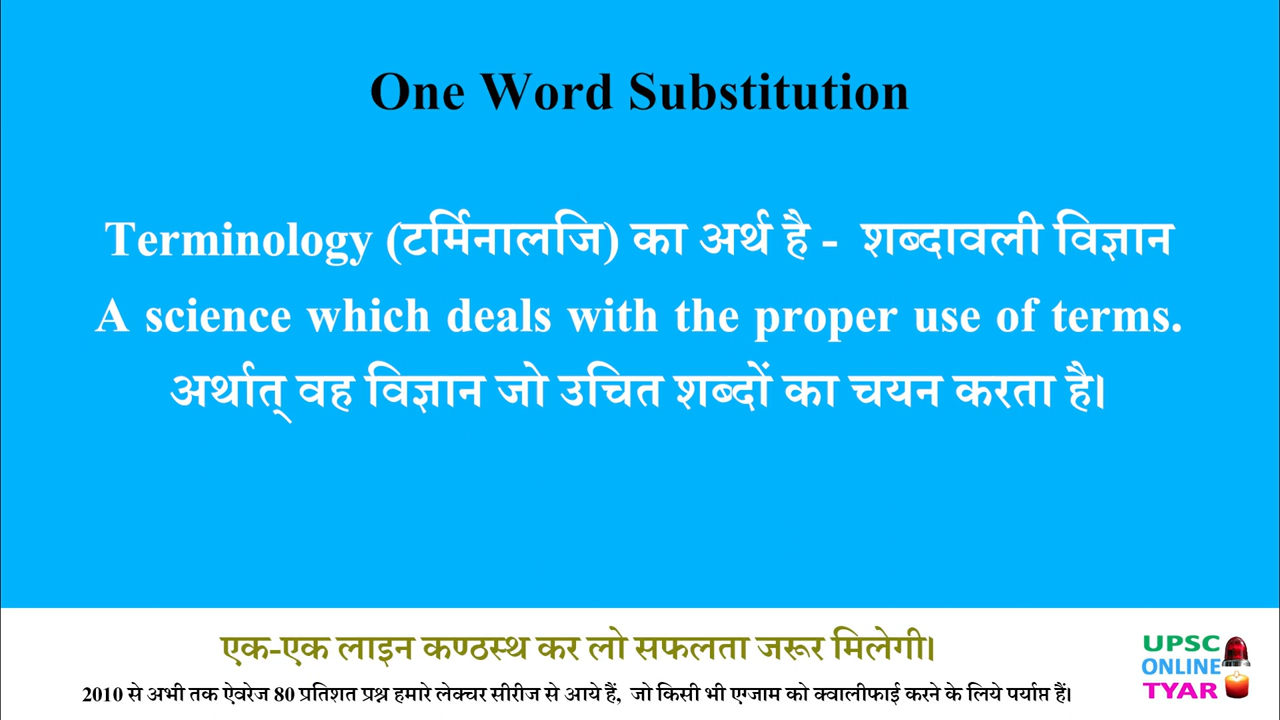 One Word Substitution
Terminology (टर्मिनालजि) का अर्थ है - शब्दावली विज्ञान
A science which deals with the proper use of terms.
अर्थात् वह विज्ञान जो उचित शब्दों का चयन करता है।
एक-एक लाइन कण्ठस्थ कर लो सफलता जरूर मिलेगी।
2010 से अभी तक ऐवरेज 80 प्रतिशत प्रश्न हमारे लेक्चर सीरीज से आये हैं, जो किसी भी एग्जाम को क्वालीफाई करने के लिये पर्याप्त हैं।
UPSC
ONLINE
TYAR